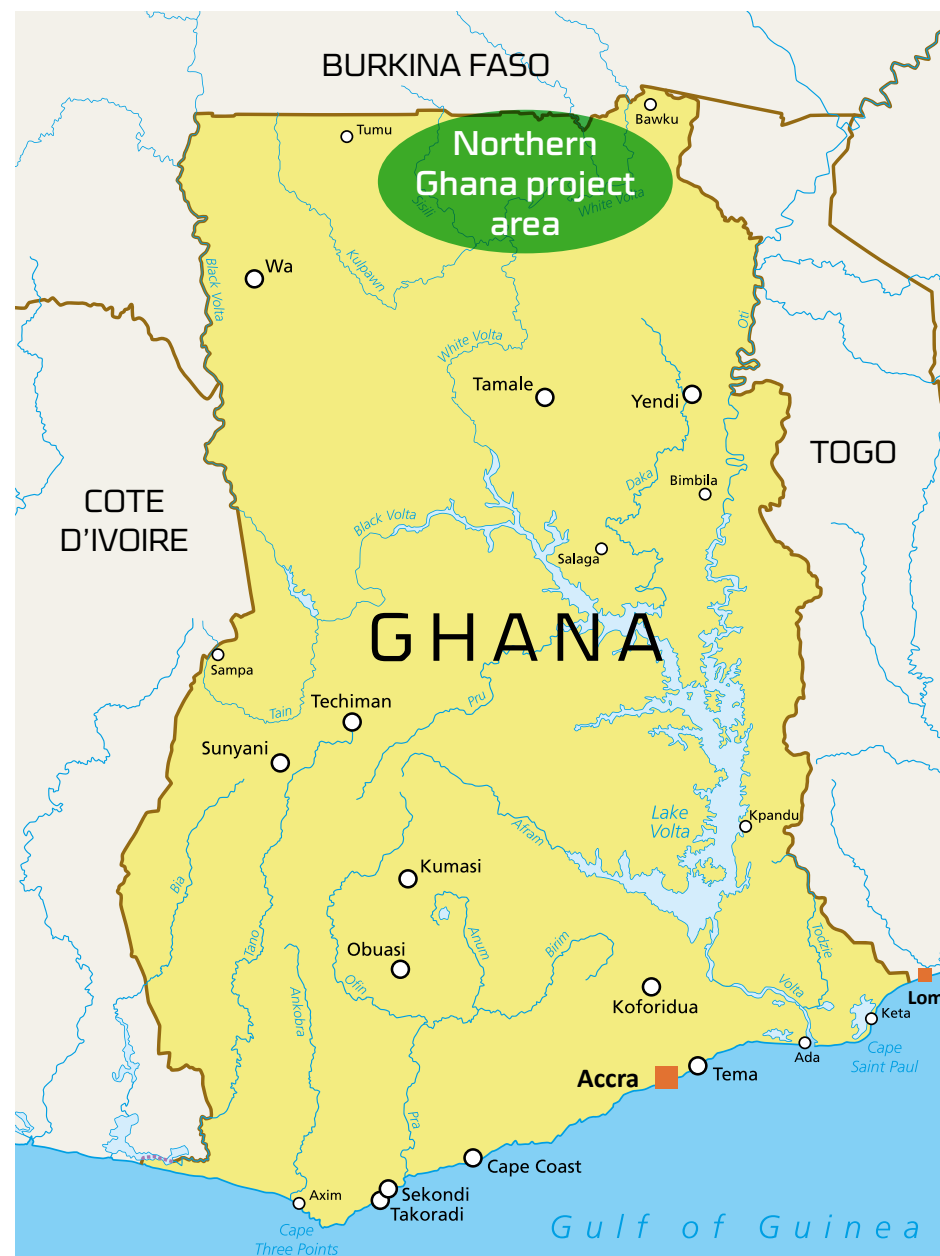 BURKINA FASO
Bawku
Tumu
Northern
Ghana project
area
Sisili
White Volta
Kulpawn
Black Volta
Wa
Oti
White Volta
Tamale
Yendi
TOGO
Daka
Bimbila
COTE
D'IVOIRE
Black Volta
Salaga
GHANA
Sampa
Tain
Pru
Techiman
Sunyani
Lake
Volta
Kpandu
Afram
Kumasi
Bia
Tano
Anum
Birim
Todzie
Obuasi
Ofin
Ankobra
Koforidua
Volta
Lom
Keta
Ada
Cape
Saint Paul
Accra
Tema
Pra
Cape Coast
Axim
Sekondi
Takoradi
Cape
Three Points
Gulf of Guinea